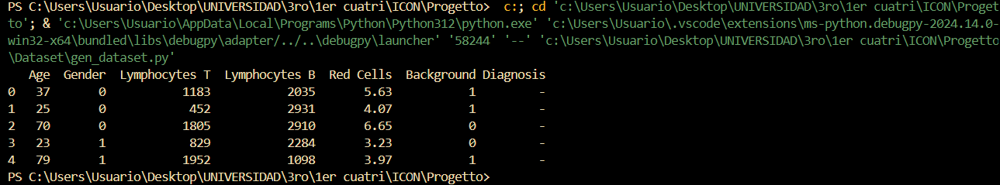 PS C:\Users\Usuario\Desktop\UNIVERSIDAD\3ro\1er cuatri\ICON\Progetto>  c:; cd 'c:\Users\Usuario\Desktop\UNIVERSIDAD\3ro\1er cuatri\ICON\Proget
to'; & 'c:\Users\Usuario\AppData\Local\Programs\Python\Python312\python.exe' 'c:\Users\Usuario\.vscode\extensions\ms-python.debugpy-2024.14.0-
win32-x64\bundled\libs\debugpy\adapter/../..\debugpy\launcher' '58244' '--' 'c:\Users\Usuario\Desktop\UNIVERSIDAD\3ro\1er cuatri\ICON\Progetto
\Dataset\gen_dataset.py'
   Age  Gender  Lymphocytes T  Lymphocytes B  Red Cells  Background Diagnosis
0   37       0           1183           2035       5.63           1         -
1   25       0            452           2931       4.07           1         -
2   70       0           1805           2910       6.65           0         -
3   23       1            829           2284       3.23           0         -
4   79       1           1952           1098       3.97           1         -
PS C:\Users\Usuario\Desktop\UNIVERSIDAD\3ro\1er cuatri\ICON\Progetto>